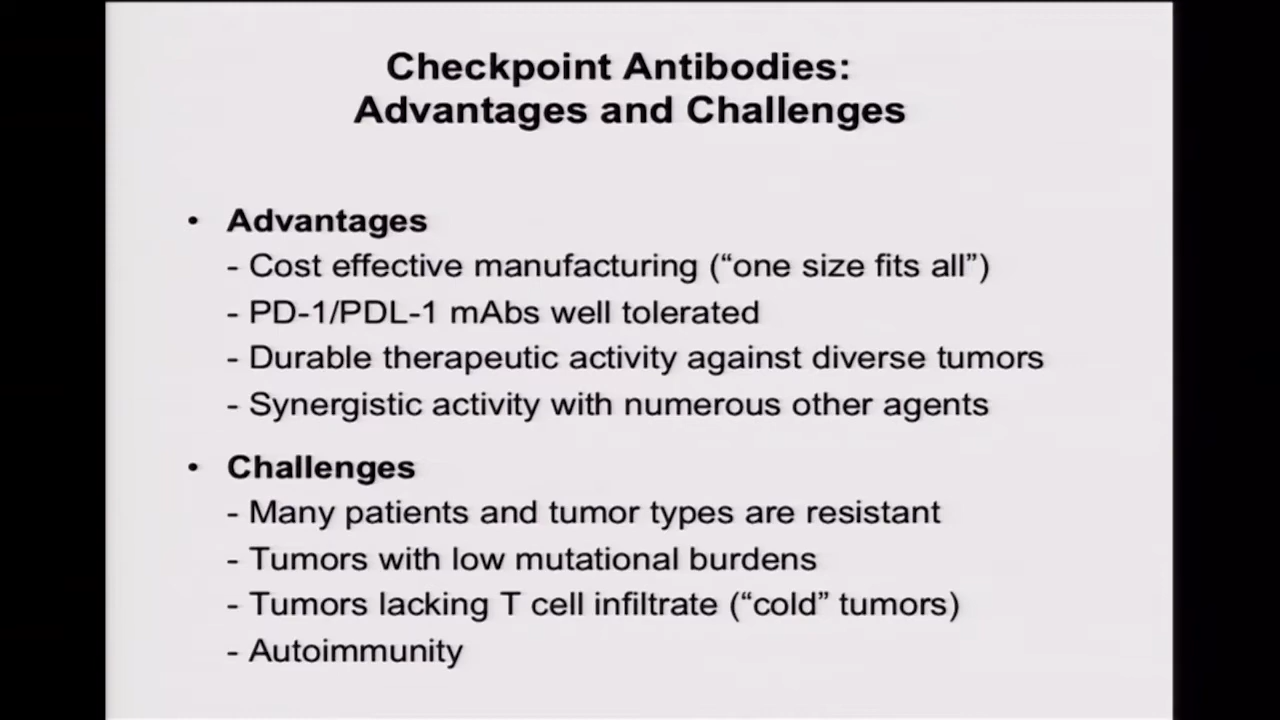 Checkpoint Antibodies:
Advantages and Challenges
• Advantages
- Cost effective manufacturing (“one size fits all”)
- PD-1/PDL-1 mAbs well tolerated
- Durable therapeutic activity against diverse tumors
- Synergistic activity with numerous other agents
• Challenges
- Many patients and tumor types are resistant
- Tumors with low mutational burdens
- Tumors lacking T cell infiltrate (“cold” tumors)
- Autoimmunity